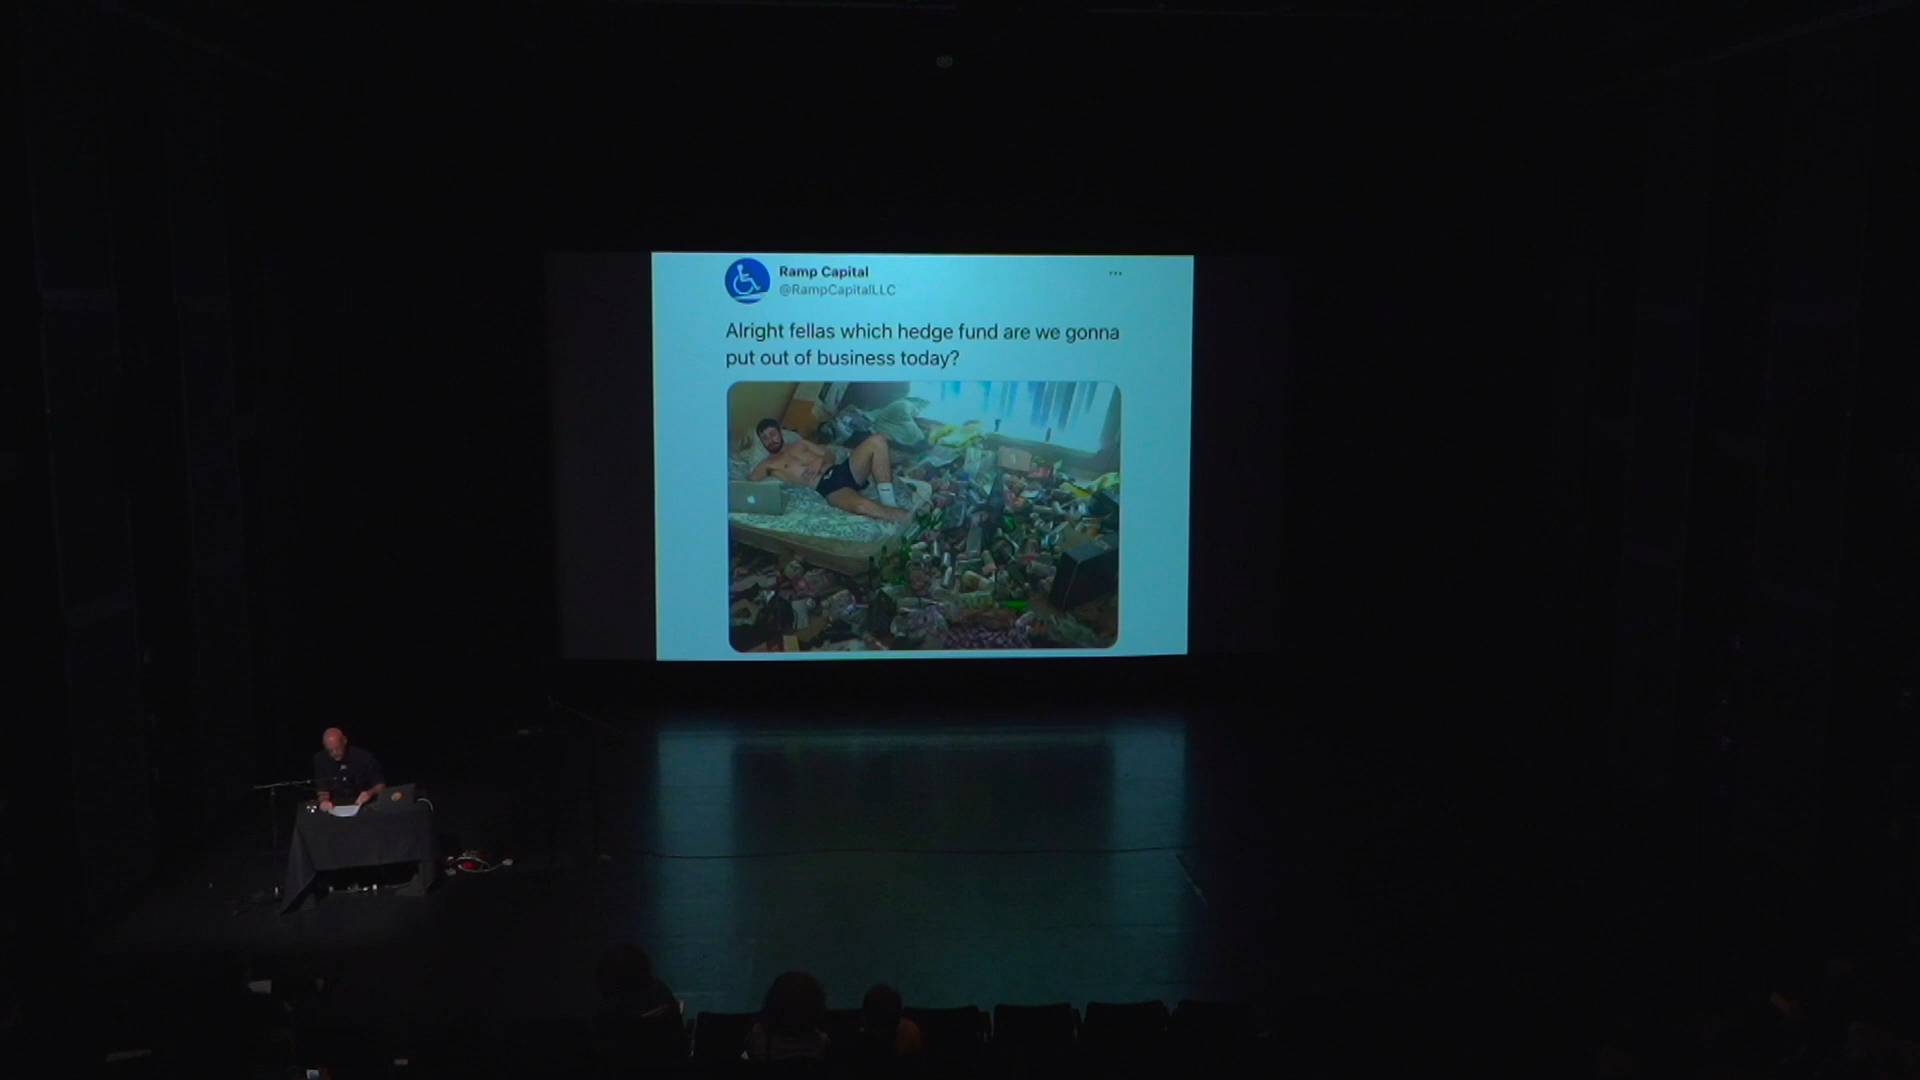 Ramp Capital
@RampCapitalLLC
Alright fellas which hedge fund are we gonna
put out of business today?